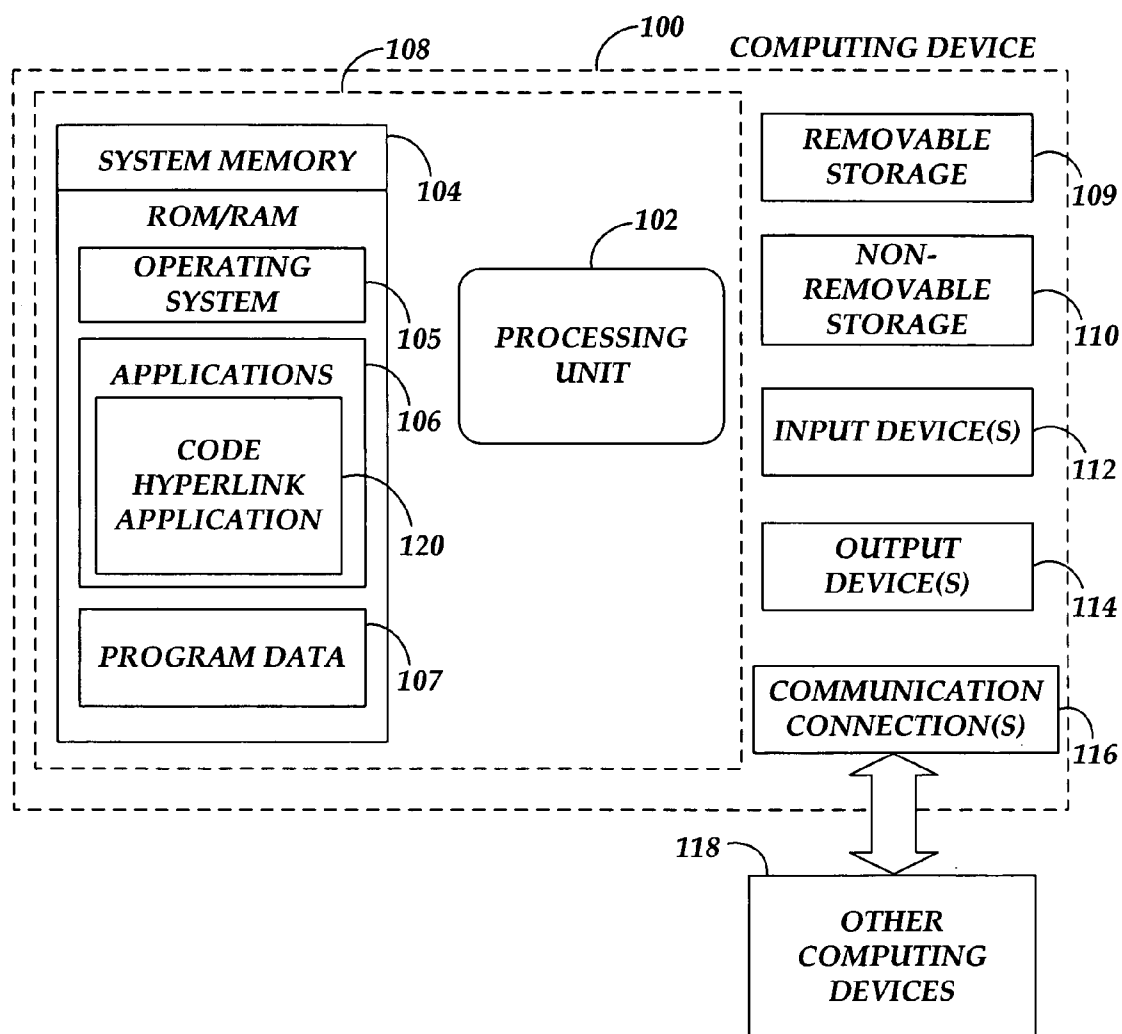 100
COMPUTING DEVICE
108
SYSTEM MEMORY
104
ROM/RAM
OPERATING
SYSTEM
105
APPLICATIONS
106
CODE
HYPERLINK
APPLICATION
120
PROGRAM DATA
107
102
PROCESSING
UNIT
REMOVABLE
STORAGE
109
NON-
REMOVABLE
STORAGE
110
INPUT DEVICE(S)
112
OUTPUT
DEVICE(S)
114
COMMUNICATION
CONNECTION(S)
116
118
OTHER
COMPUTING
DEVICES